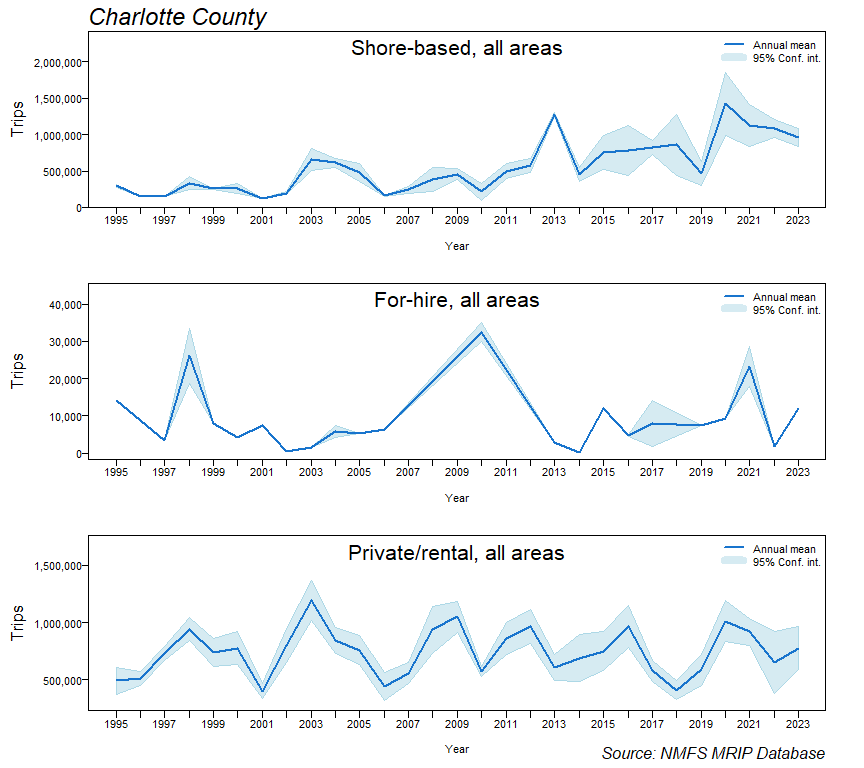 Charlotte County
Shore-based, all areas
Annual mean
95% Conf. int.
Trips
2,000,000
1,500,000
1,000,000
500,000
0
1995 1997 1999 2001 2003 2005 2007 2009 2011 2013 2015 2017 2019 2021 2023
Year
For-hire, all areas
Annual mean
95% Conf. int.
Trips
40,000
30,000
20,000
10,000
0
1995 1997 1999 2001 2003 2005 2007 2009 2011 2013 2015 2017 2019 2021 2023
Year
Private/rental, all areas
Annual mean
95% Conf. int.
Trips
1,500,000
1,000,000
500,000
1995 1997 1999 2001 2003 2005 2007 2009 2011 2013 2015 2017 2019 2021 2023
Year
Source: NMFS MRIP Database